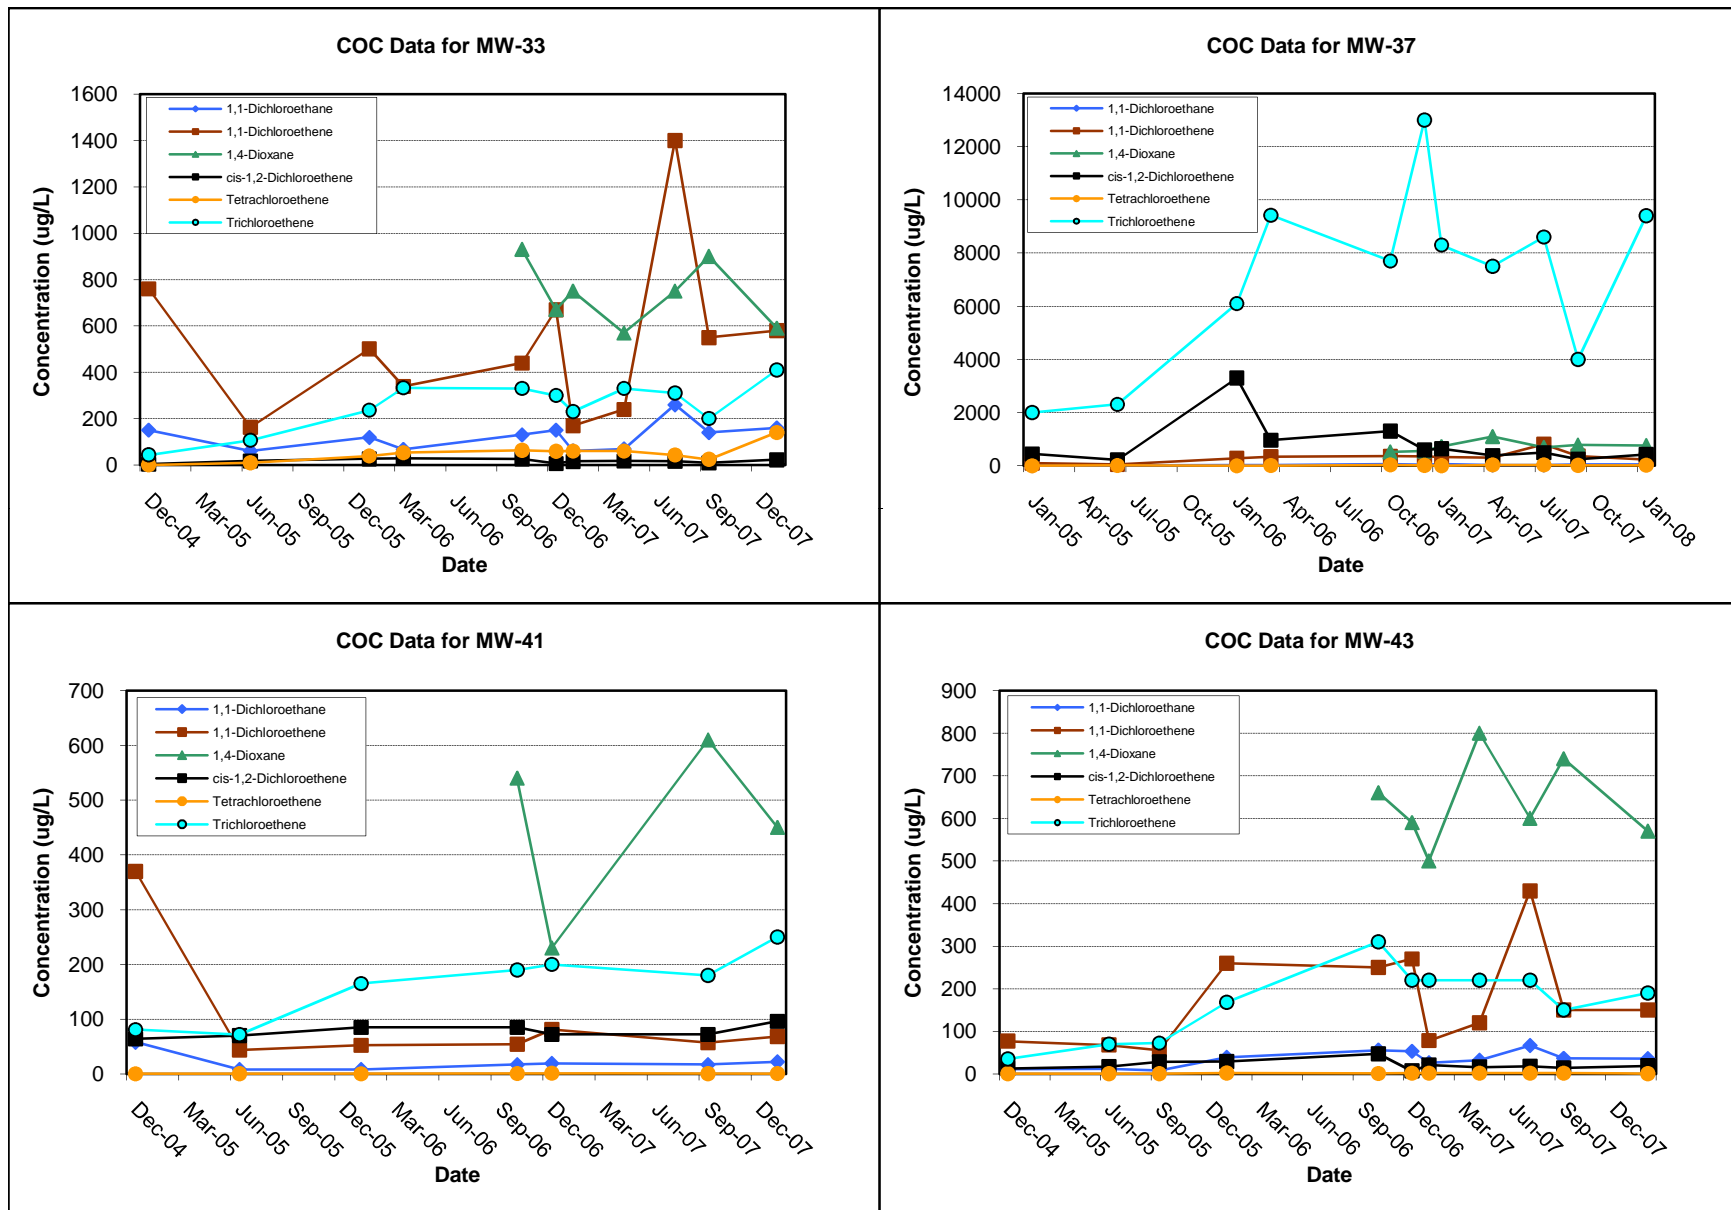 COC Data for MW-33
1600
1400
1200
1000
800
600
400
200
0
Concentration (ug/L)
1,1-Dichloroethane
1,1-Dichloroethene
1,4-Dioxane
cis-1,2-Dichloroethene
Tetrachloroethene
Trichloroethene
Dec-04
Mar-05
Jun-05
Sep-05
Dec-05
Mar-06
Jun-06
Sep-06
Dec-06
Mar-07
Jun-07
Sep-07
Dec-07
Date
COC Data for MW-37
14000
12000
10000
8000
6000
4000
2000
0
Concentration (ug/L)
1,1-Dichloroethane
1,1-Dichloroethene
1,4-Dioxane
cis-1,2-Dichloroethene
Tetrachloroethene
Trichloroethene
Jan-05
Apr-05
Jul-05
Oct-05
Jan-06
Apr-06
Jul-06
Oct-06
Jan-07
Apr-07
Jul-07
Oct-07
Jan-08
Date
COC Data for MW-41
700
600
500
400
300
200
100
0
Concentration (ug/L)
1,1-Dichloroethane
1,1-Dichloroethene
1,4-Dioxane
cis-1,2-Dichloroethene
Tetrachloroethene
Trichloroethene
Dec-04
Mar-05
Jun-05
Sep-05
Dec-05
Mar-06
Jun-06
Sep-06
Dec-06
Mar-07
Jun-07
Sep-07
Dec-07
Date
COC Data for MW-43
900
800
700
600
500
400
300
200
100
0
Concentration (ug/L)
1,1-Dichloroethane
1,1-Dichloroethene
1,4-Dioxane
cis-1,2-Dichloroethene
Tetrachloroethene
Trichloroethene
Dec-04
Mar-05
Jun-05
Sep-05
Dec-05
Mar-06
Jun-06
Sep-06
Dec-06
Mar-07
Jun-07
Sep-07
Dec-07
Date